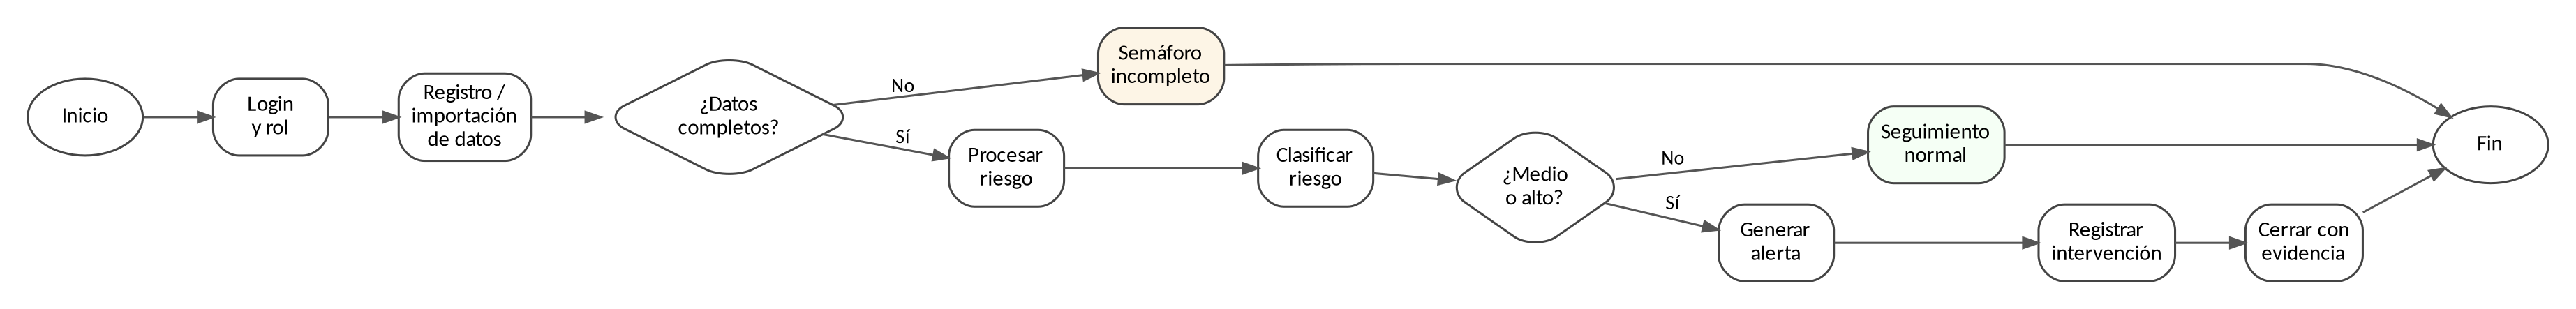 Inicio
Login
y rol
Registro /
importación
de datos
¿Datos
completos?
No
Semáforo
incompleto
Sí
Procesar
riesgo
Clasificar
riesgo
¿Medio
o alto?
No
Seguimiento
normal
Sí
Generar
alerta
Registrar
intervención
Cerrar con
evidencia
Fin